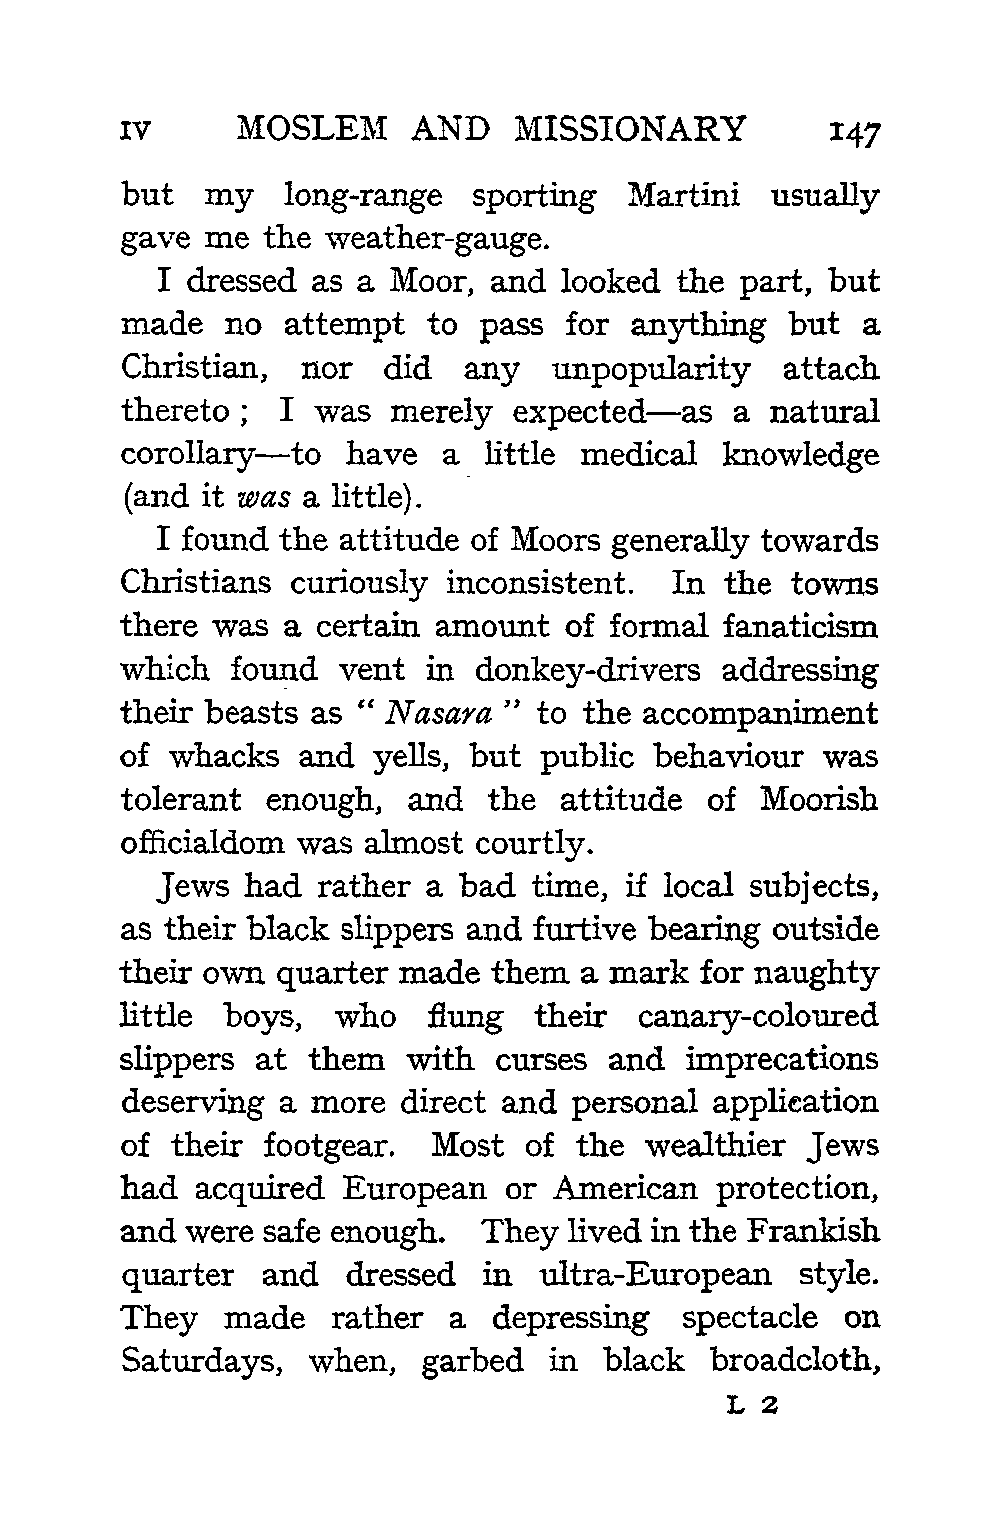 IV MOSLEM AND MISSIONARY 147
but my long-range sporting Martini usually
gave me the weather-gauge.
I dressed as a Moor, and looked the part, but
made no attempt to pass for anything but a
Christian, nor did any unpopularity attach
thereto ; I was merely expected—as a natural
corollary—to have a little medical knowledge
(and it was a little).
I found the attitude of Moors generally towards
Christians curiously inconsistent. In the towns
there was a certain amount of formal fanaticism
which found vent in donkey-drivers addressing
their beasts as “ Nasara ” to the accompaniment
of whacks and yells, but public behaviour was
tolerant enough, and the attitude of Moorish
officialdom was almost courtly.
Jews had rather a bad time, if local subjects,
as their black slippers and furtive bearing outside
their own quarter made them a mark for naughty
little boys, who flung their canary-coloured
slippers at them with curses and imprecations
deserving a more direct and personal application
of their footgear. Most of the wealthier Jews
had acquired European or American protection,
and were safe enough. They lived in the Frankish
quarter and dressed in ultra-European style.
They made rather a depressing spectacle on
Saturdays, when, garbed in black broadcloth,
L 2